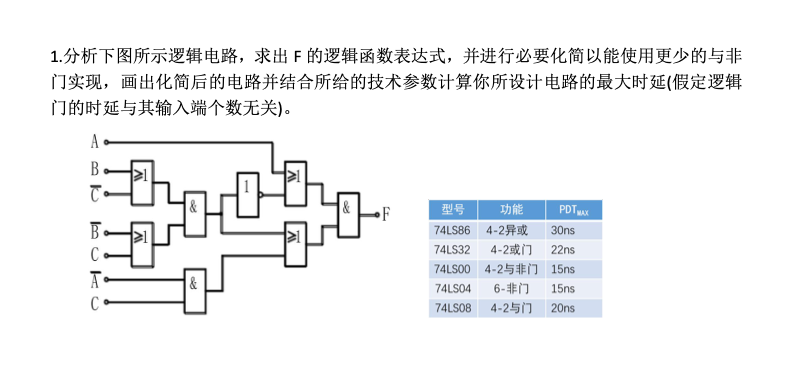 1.分析下图所示逻辑电路，求出 F 的逻辑函数表达式，并进行必要化简以能使用更少的与非
门实现，画出化简后的电路并结合所给的技术参数计算你所设计电路的最大时延(假定逻辑
门的时延与其输入端个数无关)。
A
B
≥1
C̅
1
≥1
&
&
F
B̅
≥1
≥1
C
A̅
&
C
型号 功能 PDTMAX
74LS86 4-2异或 30ns
74LS32 4-2或门 22ns
74LS00 4-2与非门 15ns
74LS04 6-非门 15ns
74LS08 4-2与门 20ns